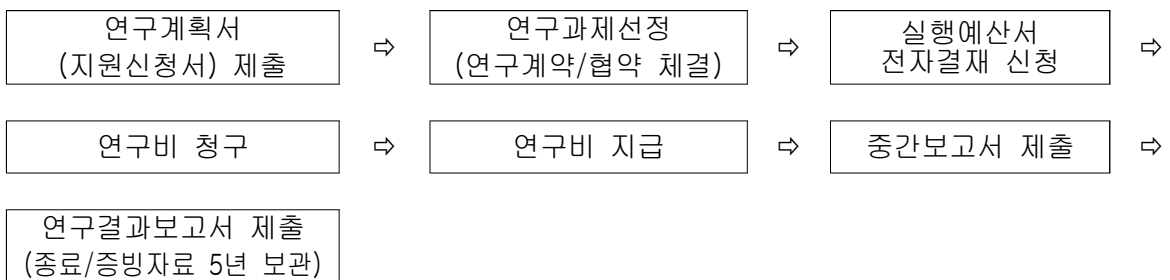 연구계획서
(지원신청서) 제출
⇨
연구과제선정
(연구계약/협약 체결)
⇨
실행예산서
전자결재 신청
⇨
연구비 청구
⇨
연구비 지급
⇨
중간보고서 제출
⇨
연구결과보고서 제출
(종료/증빙자료 5년 보관)